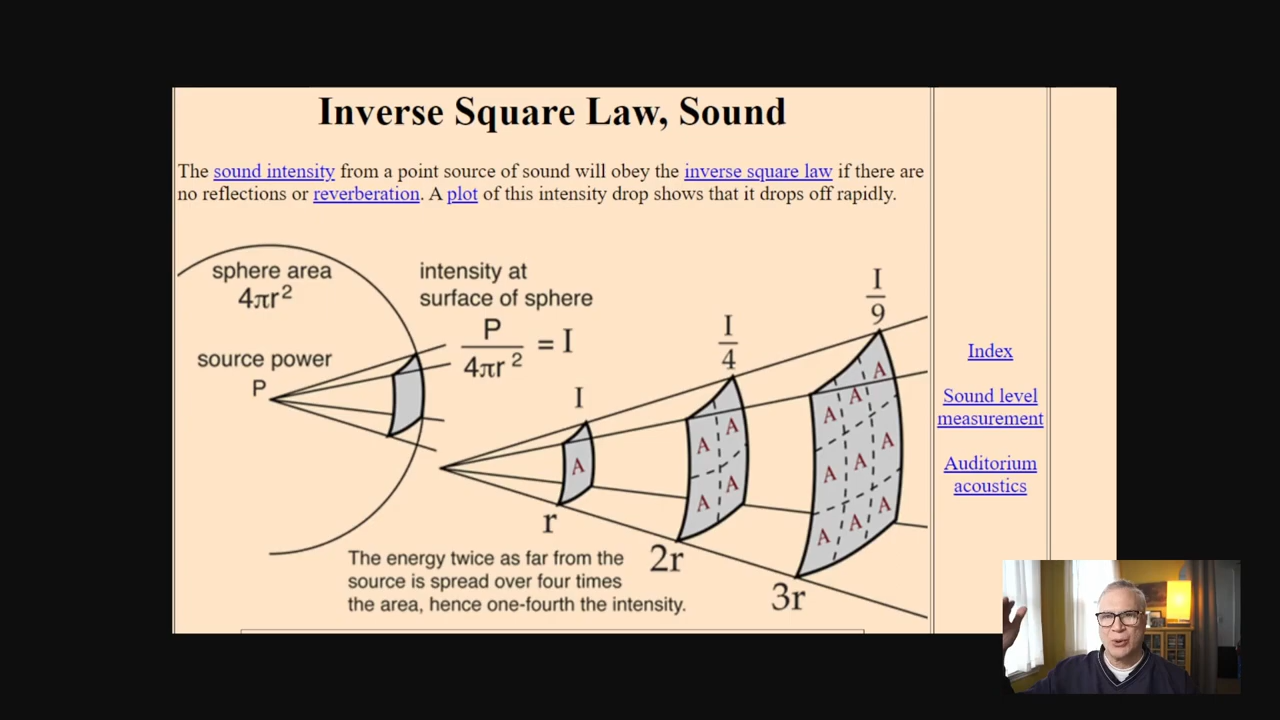 Inverse Square Law, Sound
The sound intensity from a point source of sound will obey the inverse square law if there are
no reflections or reverberation. A plot of this intensity drop shows that it drops off rapidly.
sphere area
4πr²
source power
P
intensity at
surface of sphere
P
4πr² = I
I
A
r
I
4
A
A
A
A
2r
I
9
A
A
A
A
A
A
A
A
A
3r
The energy twice as far from the
source is spread over four times
the area, hence one-fourth the intensity.
Index
Sound level
measurement
Auditorium
acoustics